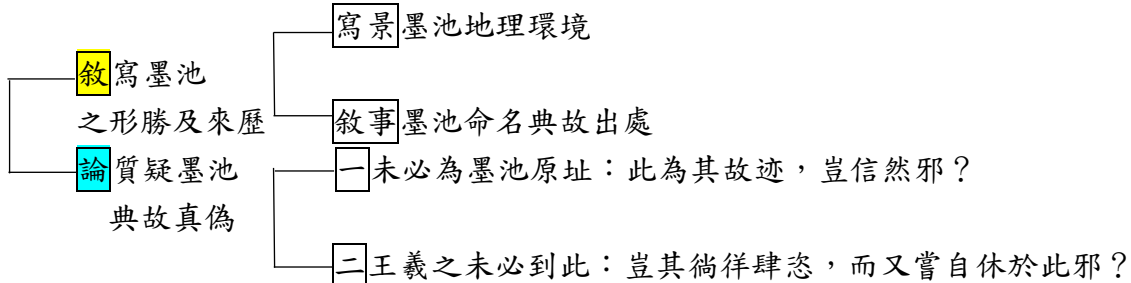 寫景墨池地理環境
敘寫墨池
之形勝及來歷
敘事墨池命名典故出處
論質疑墨池
典故真偽
一未必為墨池原址：此為其故迹，豈信然邪？
二王羲之未必到此：豈其徜徉肆恣，而又嘗自休於此邪？